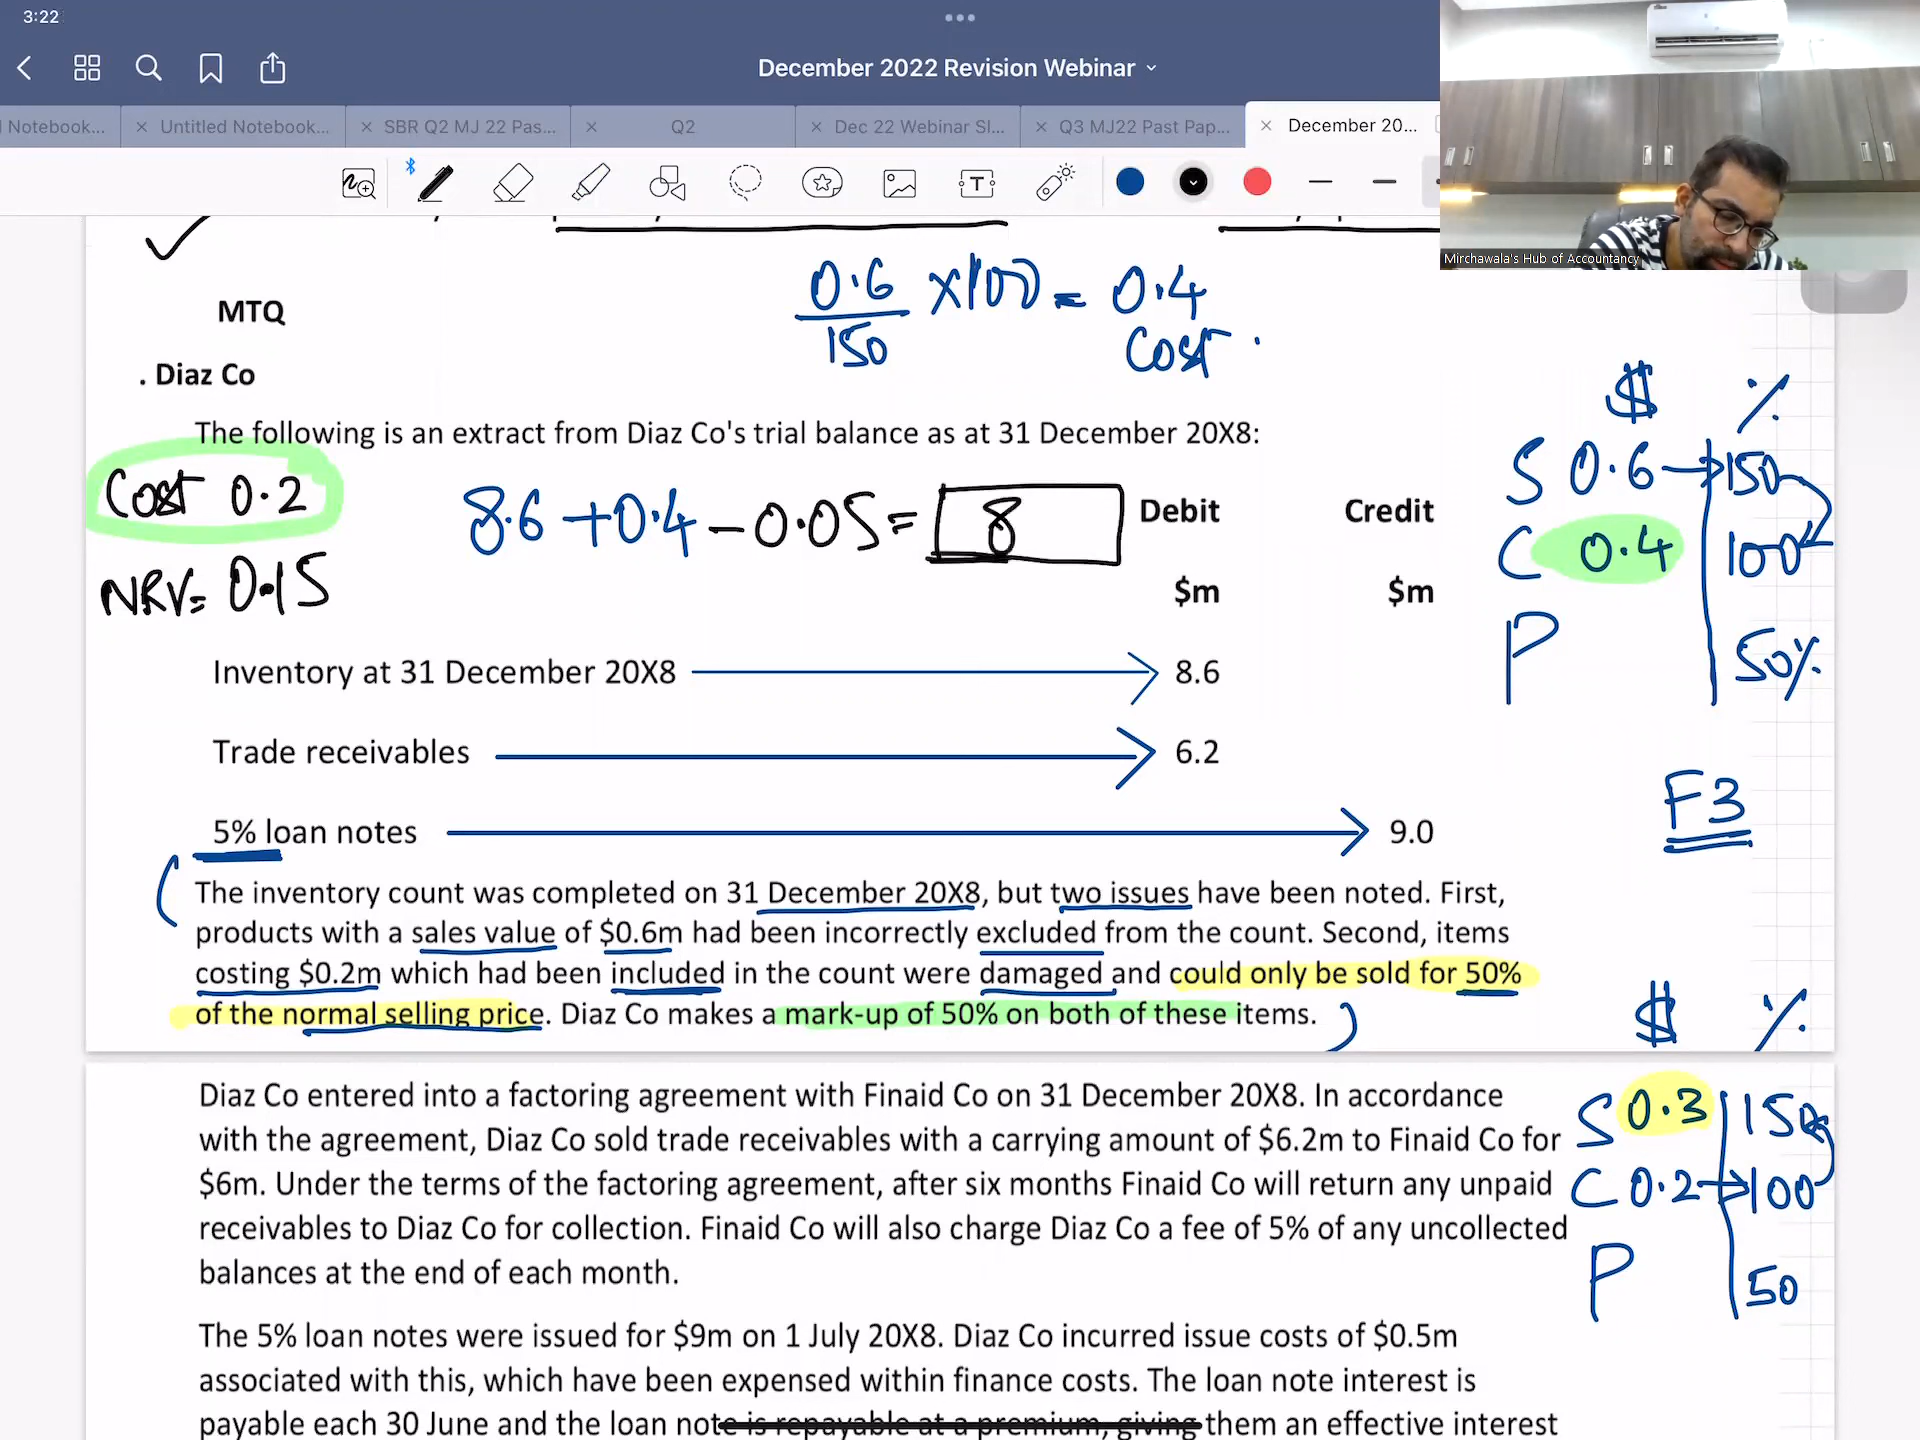 3:22
December 2022 Revision Webinar
l Notebook...
Untitled Notebook...
SBR Q2 MJ 22 Pas...
Q2
Dec 22 Webinar Sl...
Q3 MJ22 Past Pap...
December 20...
Mirchawala's Hub of Accountancy
0.6 / 150 x100 = 0.4
Cost
MTQ
. Diaz Co
$ %
The following is an extract from Diaz Co's trial balance as at 31 December 20X8:
S 0.6 → 150
Cost 0.2
8.6 + 0.4 - 0.05 = 8
Debit Credit
C 0.4 100
NRV = 0.15
$m $m
P 50%
Inventory at 31 December 20X8 8.6
Trade receivables 6.2
F3
5% loan notes 9.0
The inventory count was completed on 31 December 20X8, but two issues have been noted. First,
products with a sales value of $0.6m had been incorrectly excluded from the count. Second, items
costing $0.2m which had been included in the count were damaged and could only be sold for 50%
of the normal selling price. Diaz Co makes a mark-up of 50% on both of these items.
$ %
Diaz Co entered into a factoring agreement with Finaid Co on 31 December 20X8. In accordance
S 0.3 150
with the agreement, Diaz Co sold trade receivables with a carrying amount of $6.2m to Finaid Co for
$6m. Under the terms of the factoring agreement, after six months Finaid Co will return any unpaid
C 0.2 → 100
receivables to Diaz Co for collection. Finaid Co will also charge Diaz Co a fee of 5% of any uncollected
balances at the end of each month.
P 50
The 5% loan notes were issued for $9m on 1 July 20X8. Diaz Co incurred issue costs of $0.5m
associated with this, which have been expensed within finance costs. The loan note interest is
payable each 30 June and the loan note is repayable at a premium, giving them an effective interest